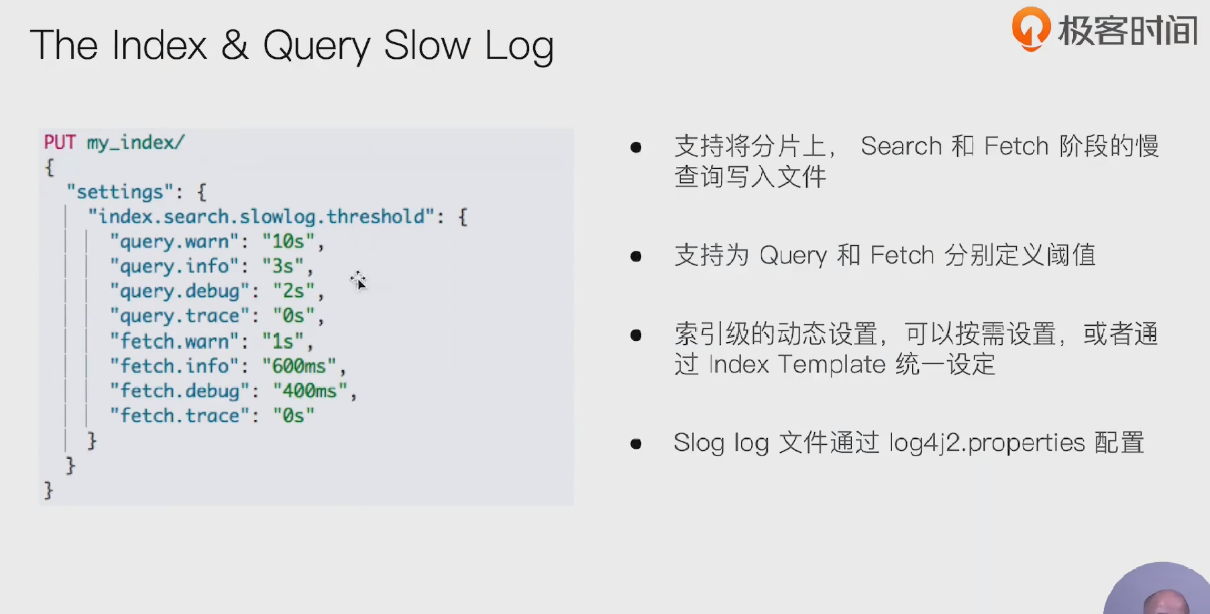 The Index & Query Slow Log
极客时间
PUT my_index/
{
  "settings": {
    "index.search.slowlog.threshold": {
      "query.warn": "10s",
      "query.info": "3s",
      "query.debug": "2s",
      "query.trace": "0s",
      "fetch.warn": "1s",
      "fetch.info": "600ms",
      "fetch.debug": "400ms",
      "fetch.trace": "0s"
    }
  }
}
● 支持将分片上， Search 和 Fetch 阶段的慢
查询写入文件
● 支持为 Query 和 Fetch 分别定义阈值
● 索引级的动态设置，可以按需设置，或者通
过 Index Template 统一设定
● Slog log 文件通过 log4j2.properties 配置